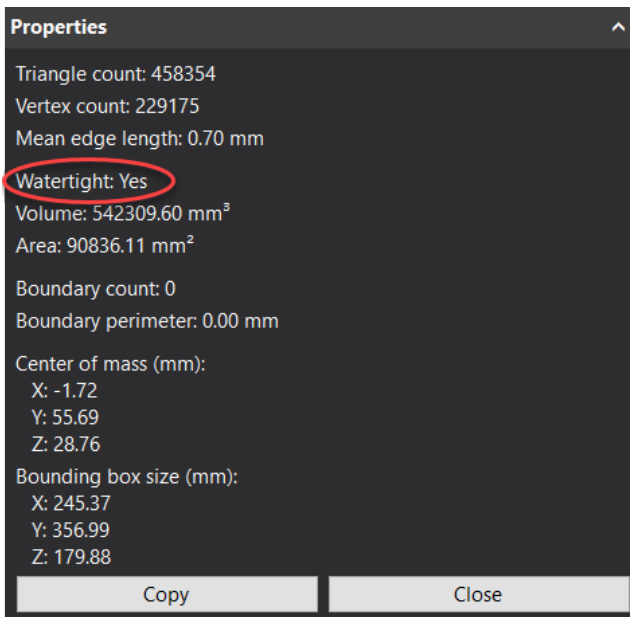 Properties
Triangle count: 458354
Vertex count: 229175
Mean edge length: 0.70 mm
Watertight: Yes
Volume: 542309.60 mm³
Area: 90836.11 mm²
Boundary count: 0
Boundary perimeter: 0.00 mm
Center of mass (mm):
X: -1.72
Y: 55.69
Z: 28.76
Bounding box size (mm):
X: 245.37
Y: 356.99
Z: 179.88
Copy Close